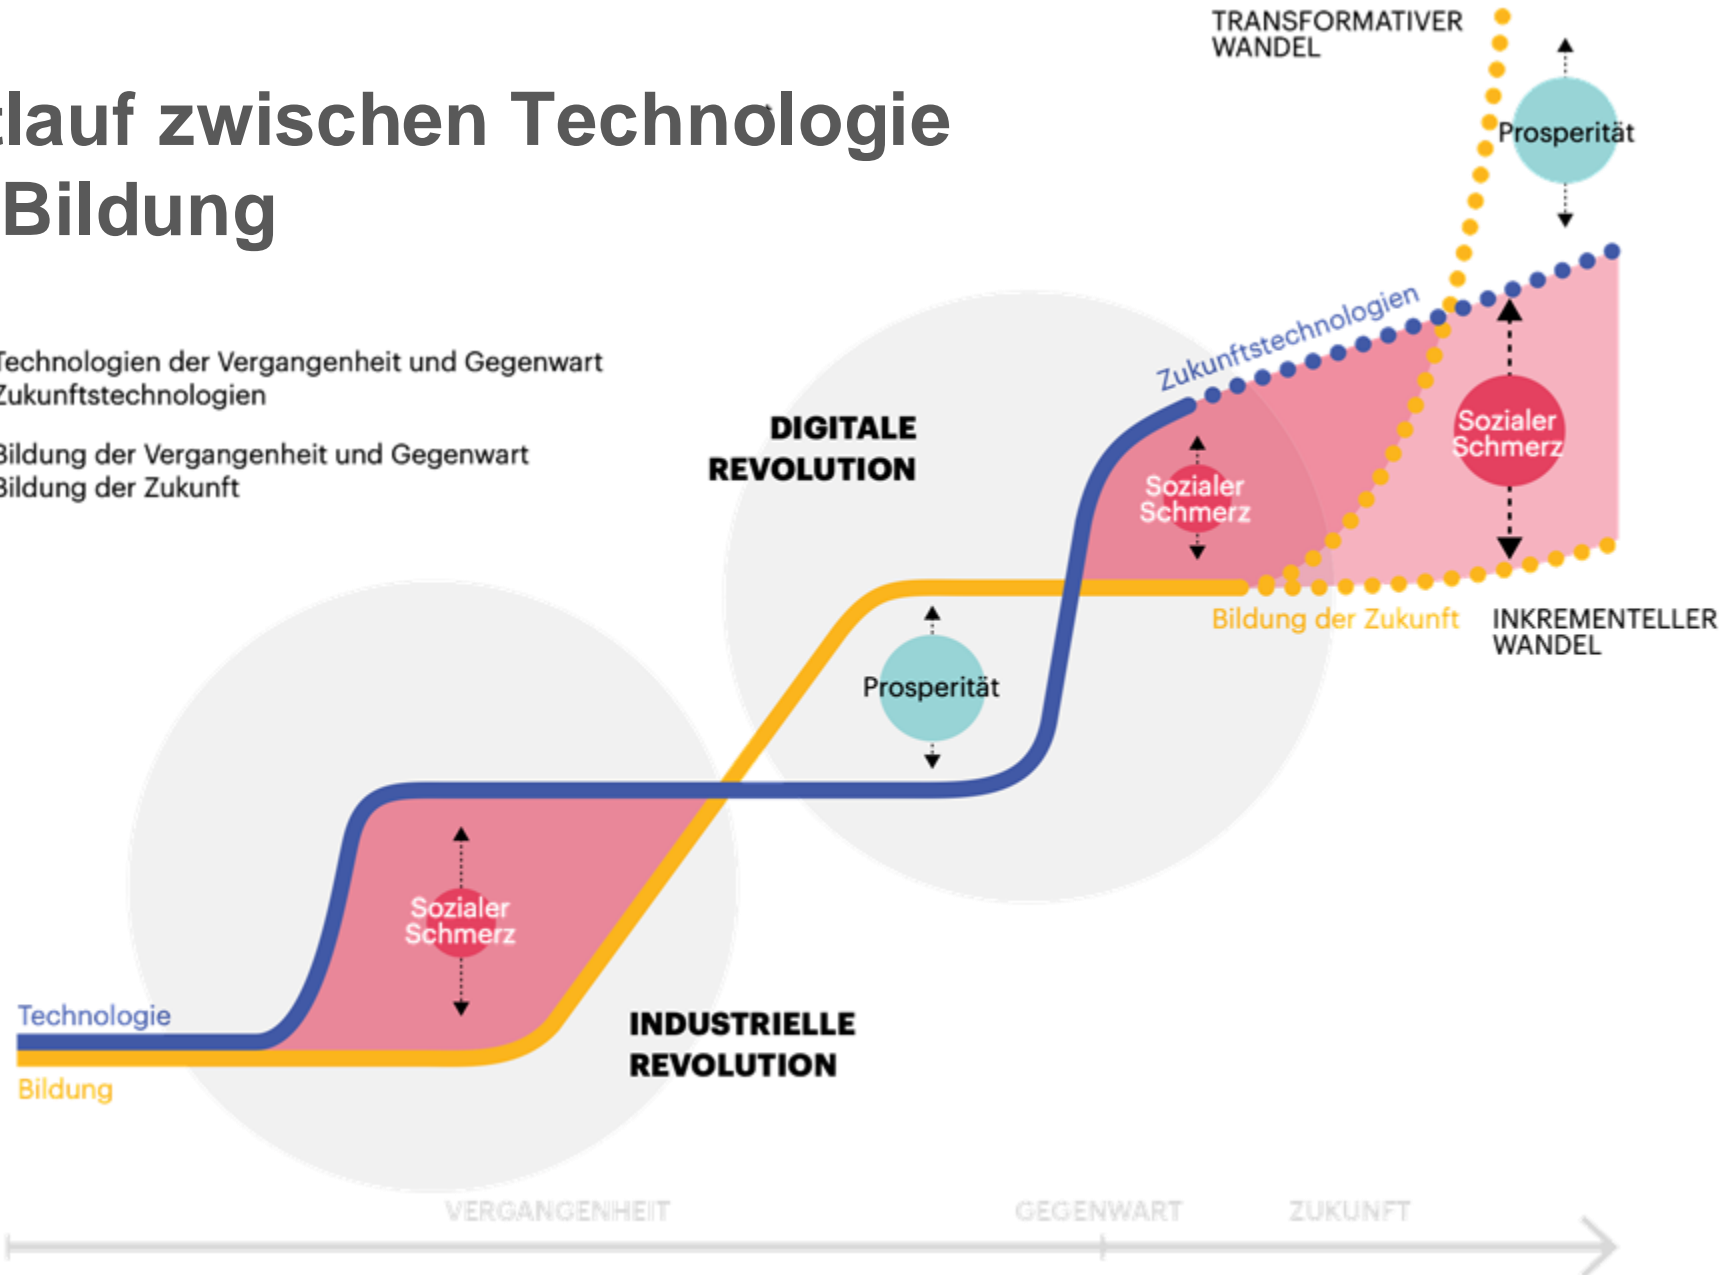 tlauf zwischen Technologie
Bildung
TRANSFORMATIVER
WANDEL
Prosperität
Technologien der Vergangenheit und Gegenwart
Zukunftstechnologien
Bildung der Vergangenheit und Gegenwart
Bildung der Zukunft
Zukunftstechnologien
DIGITALE
REVOLUTION
Sozialer
Schmerz
Sozialer
Schmerz
Bildung der Zukunft
INKREMENTELLER
WANDEL
Prosperität
Sozialer
Schmerz
Technologie
Bildung
INDUSTRIELLE
REVOLUTION
VERGANGENHEIT
GEGENWART
ZUKUNFT